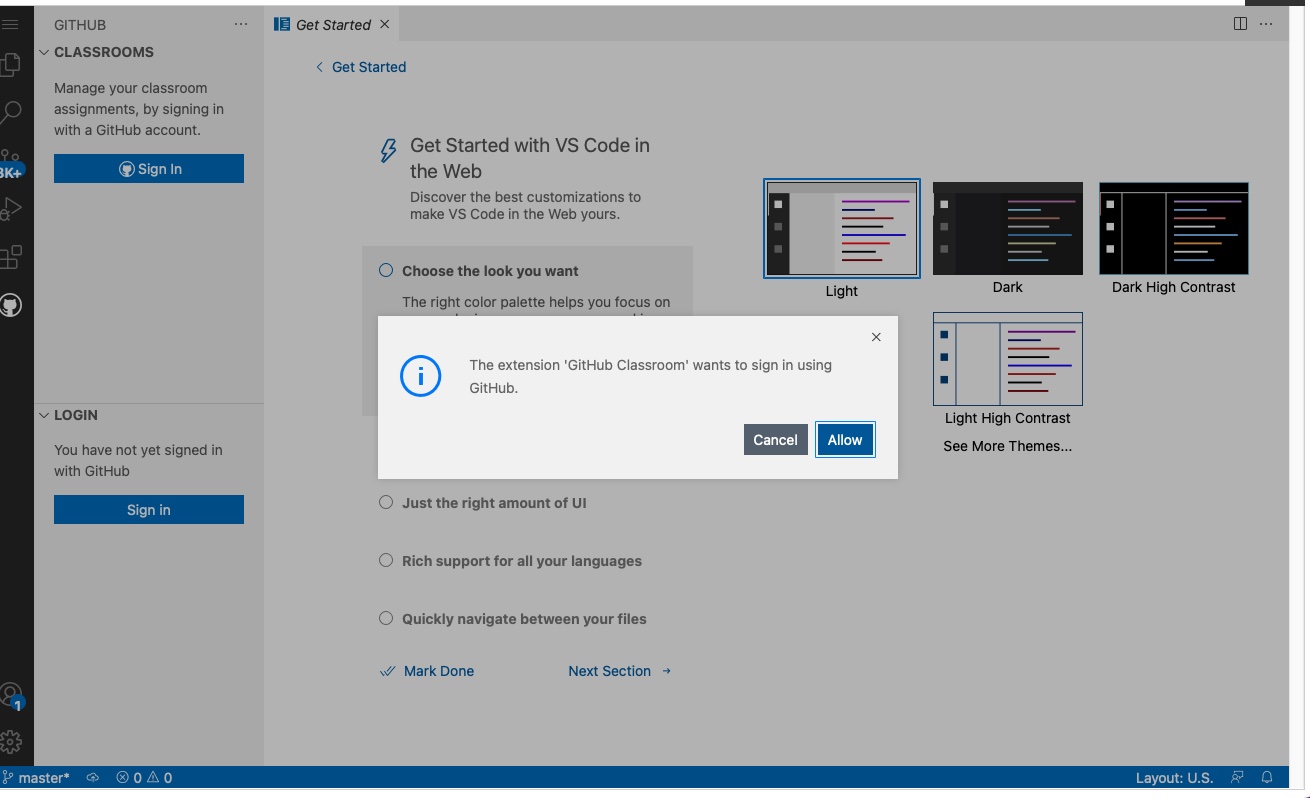 GITHUB
CLASSROOMS
Manage your classroom
assignments, by signing in
with a GitHub account.
Sign In
LOGIN
You have not yet signed in
with GitHub
Sign in
Get Started
Get Started
Get Started with VS Code in
the Web
Discover the best customizations to
make VS Code in the Web yours.
Choose the look you want
The right color palette helps you focus on
The extension 'GitHub Classroom' wants to sign in using
GitHub.
Cancel
Allow
Just the right amount of UI
Rich support for all your languages
Quickly navigate between your files
Mark Done
Next Section
Light
Dark
Dark High Contrast
Light High Contrast
See More Themes...
K+
1
master*
0
0
Layout: U.S.